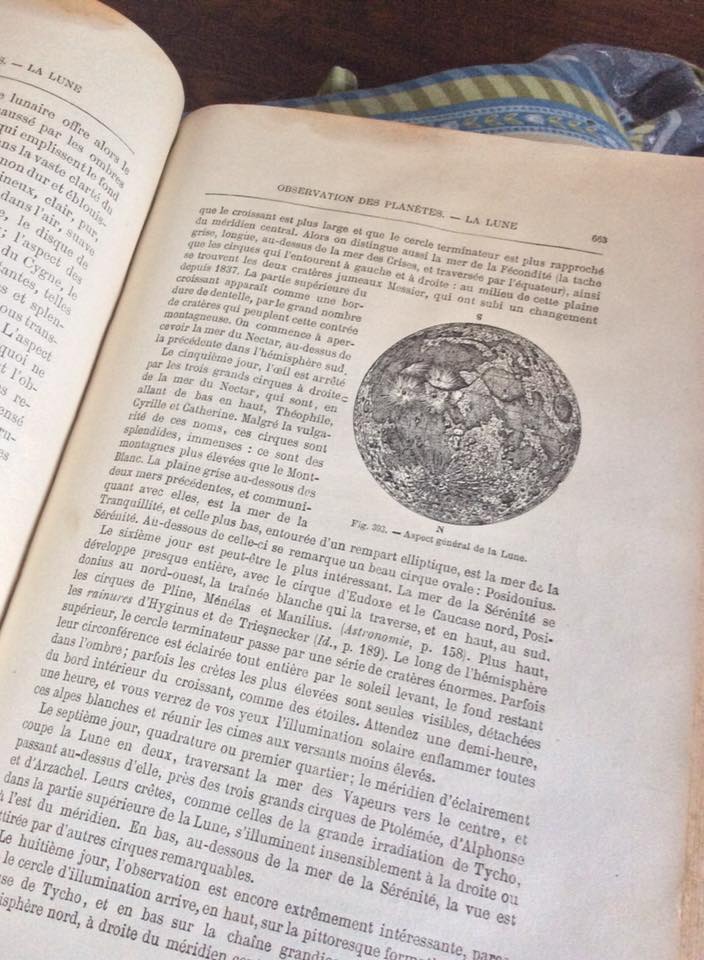 S. — LA LUNE
lunaire offre alors le
haussé par les ombres
qui emplissent le fond
dans la vaste clarté du
non dur et éblouis-
ineux, clair, pur,
dans l'air, suave
, le disque de
; l'aspect des
du Cygne, le
antes, telles
s et splen-
ous trans-
L'aspect
quoi ne
t l'ob-
s re-
ensé
ru-
es
OBSERVATION DES PLANÈTES. — LA LUNE
663
que le croissant est plus large et que le cercle terminateur est plus rapproché
du méridien central. Alors on distingue aussi la mer de la Fécondité (la tache
grise, longue, au-dessus de la mer des Crises, et traversée par l'équateur), ainsi
que les cirques qui l'entourent à gauche et à droite : au milieu de cette plaine
se trouvent les deux cratères jumeaux Messier, qui ont subi un changement
depuis 1837. La partie supérieure du
croissant apparaît comme une bor-
dure de dentelle, par le grand nombre
de cratères qui peuplent cette contrée
montagneuse. On commence à aper-
cevoir la mer du Nectar, au-dessus de
la précédente dans l'hémisphère sud.
Le cinquième jour, l'œil est arrêté
par les trois grands cirques à droite
de la mer du Nectar, qui sont, en
allant de bas en haut, Théophile,
Cyrille et Catherine. Malgré la vulga-
rité de ces noms, ces cirques sont
splendides, immenses : ce sont des
montagnes plus élevées que le Mont-
Blanc. La plaine grise au-dessous des
deux mers précédentes, et communi-
quant avec elles, est la mer de la
Tranquillité, et celle plus bas, entourée d'un rempart elliptique, est la mer de la
Sérénité. Au-dessous de celle-ci se remarque un beau cirque ovale : Posidonius.
S
N
Fig. 393. — Aspect général de la Lune.
Le sixième jour est peut-être le plus intéressant. La mer de la Sérénité se
développe presque entière, avec le cirque d'Eudoxe et le Caucase nord, Posi-
donius au nord-ouest, la traînée blanche qui la traverse, et en haut, au sud,
les cirques de Pline, Ménélas et Manilius. (Astronomie, p. 158). Plus haut,
les rainures d'Hyginus et de Triesnecker (Id., p. 189). Le long de l'hémisphère
supérieur, le cercle terminateur passe par une série de cratères énormes. Parfois
leur circonférence est éclairée tout entière par le soleil levant, le fond restant
dans l'ombre; parfois les crêtes les plus élevées sont seules visibles, détachées
du bord intérieur du croissant, comme des étoiles. Attendez une demi-heure,
une heure, et vous verrez de vos yeux l'illumination solaire enflammer toutes
ces alpes blanches et réunir les cimes aux versants moins élevés.
Le septième jour, quadrature ou premier quartier; le méridien d'éclairement
coupe la Lune en deux, traversant la mer des Vapeurs vers le centre, et
passant au-dessus d'elle, près des trois grands cirques de Ptolémée, d'Alphonse
et d'Arzachel. Leurs crêtes, comme celles de la grande irradiation de Tycho,
dans la partie supérieure de la Lune, s'illuminent insensiblement à la droite ou
à l'est du méridien. En bas, au-dessous de la mer de la Sérénité, la vue est
attirée par d'autres cirques remarquables.
Le huitième jour, l'observation est encore extrêmement intéressante, parce
le cercle d'illumination arrive, en haut, sur la pittoresque
se de Tycho, et en bas sur la chaîne
isphère nord, à droite du méridien